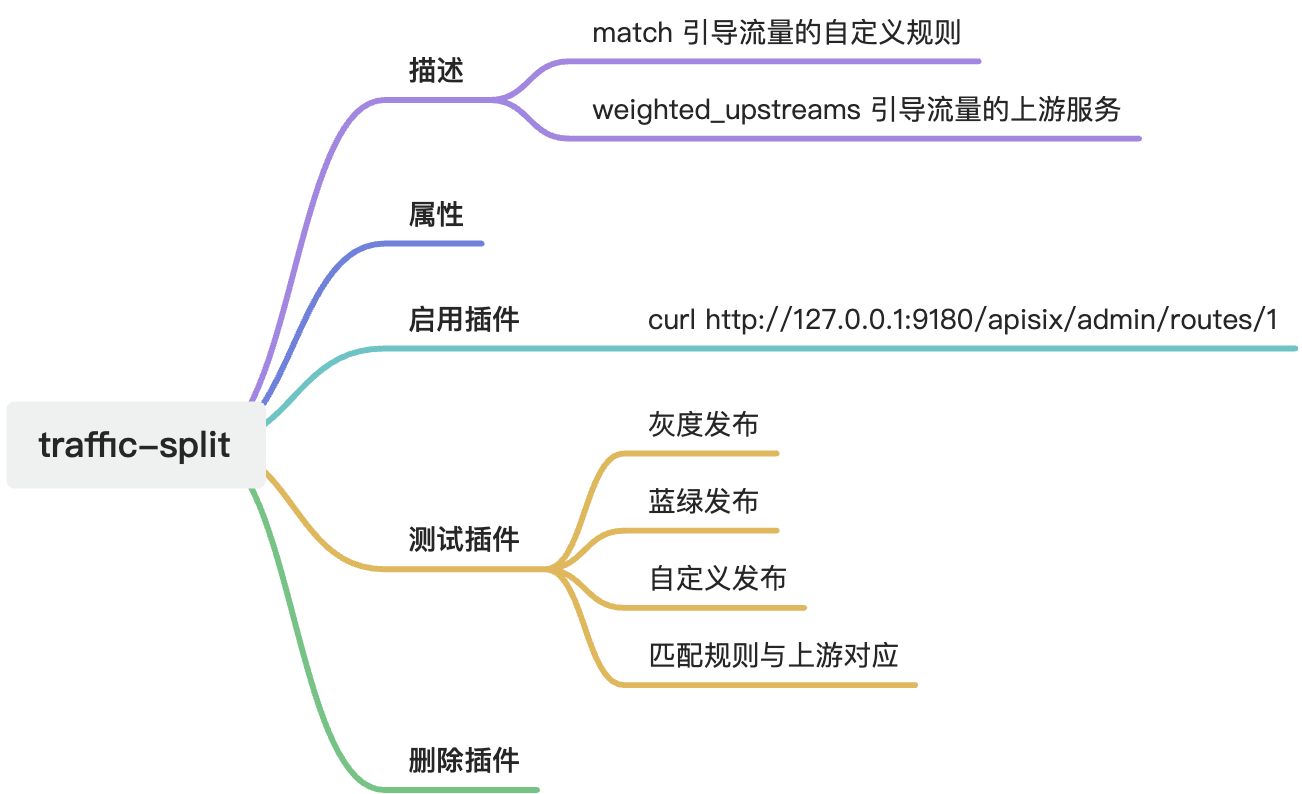 traffic-split
描述
match 引导流量的自定义规则
weighted_upstreams 引导流量的上游服务
属性
启用插件
curl http://127.0.0.1:9180/apisix/admin/routes/1
测试插件
灰度发布
蓝绿发布
自定义发布
匹配规则与上游对应
删除插件